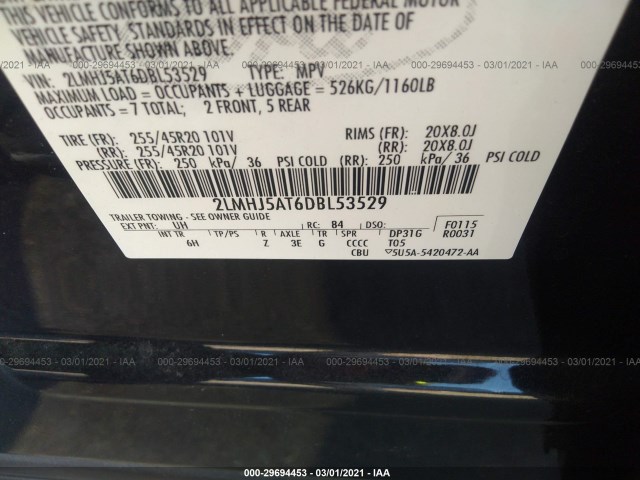 THIS VEHICLE CONFORMS TO ALL APPLICABLE FEDERAL MOTOR
VEHICLE SAFETY STANDARDS IN EFFECT ON THE DATE OF
MANUFACTURE SHOWN ABOVE.
000-29694453 - 03/01/2021 - IAA 000-29694453 - 03/01/2021 - IAA
VIN: 2LMHJ5AT6DBL53529 TYPE: MPV
MAXIMUM LOAD = OCCUPANTS + LUGGAGE = 526KG/1160LB
OCCUPANTS = 7 TOTAL; 2 FRONT, 5 REAR
TIRE (FR): 255/45R20 101V RIMS (FR): 20X8.0J
(RR): 255/45R20 101V (RR): 20X8.0J
PRESSURE (FR): 250 kPa/ 36 PSI COLD (RR): 250 kPa/ 36 PSI COLD
2LMHJ5AT6DBL53529
TRAILER TOWING - SEE OWNER GUIDE
EXT PNT: UH RC: 84 DSO: F0115
INT TR TP/PS R AXLE TR SPR DP31G R0031
6H Z 3E G CCCC T05
CBU 5U5A-5420472-AA
000-29694453 - 03/01/2021 - IAA 000-29694453 - 03/01/2021 - IAA
000-29694453 - 03/01/2021 - IAA